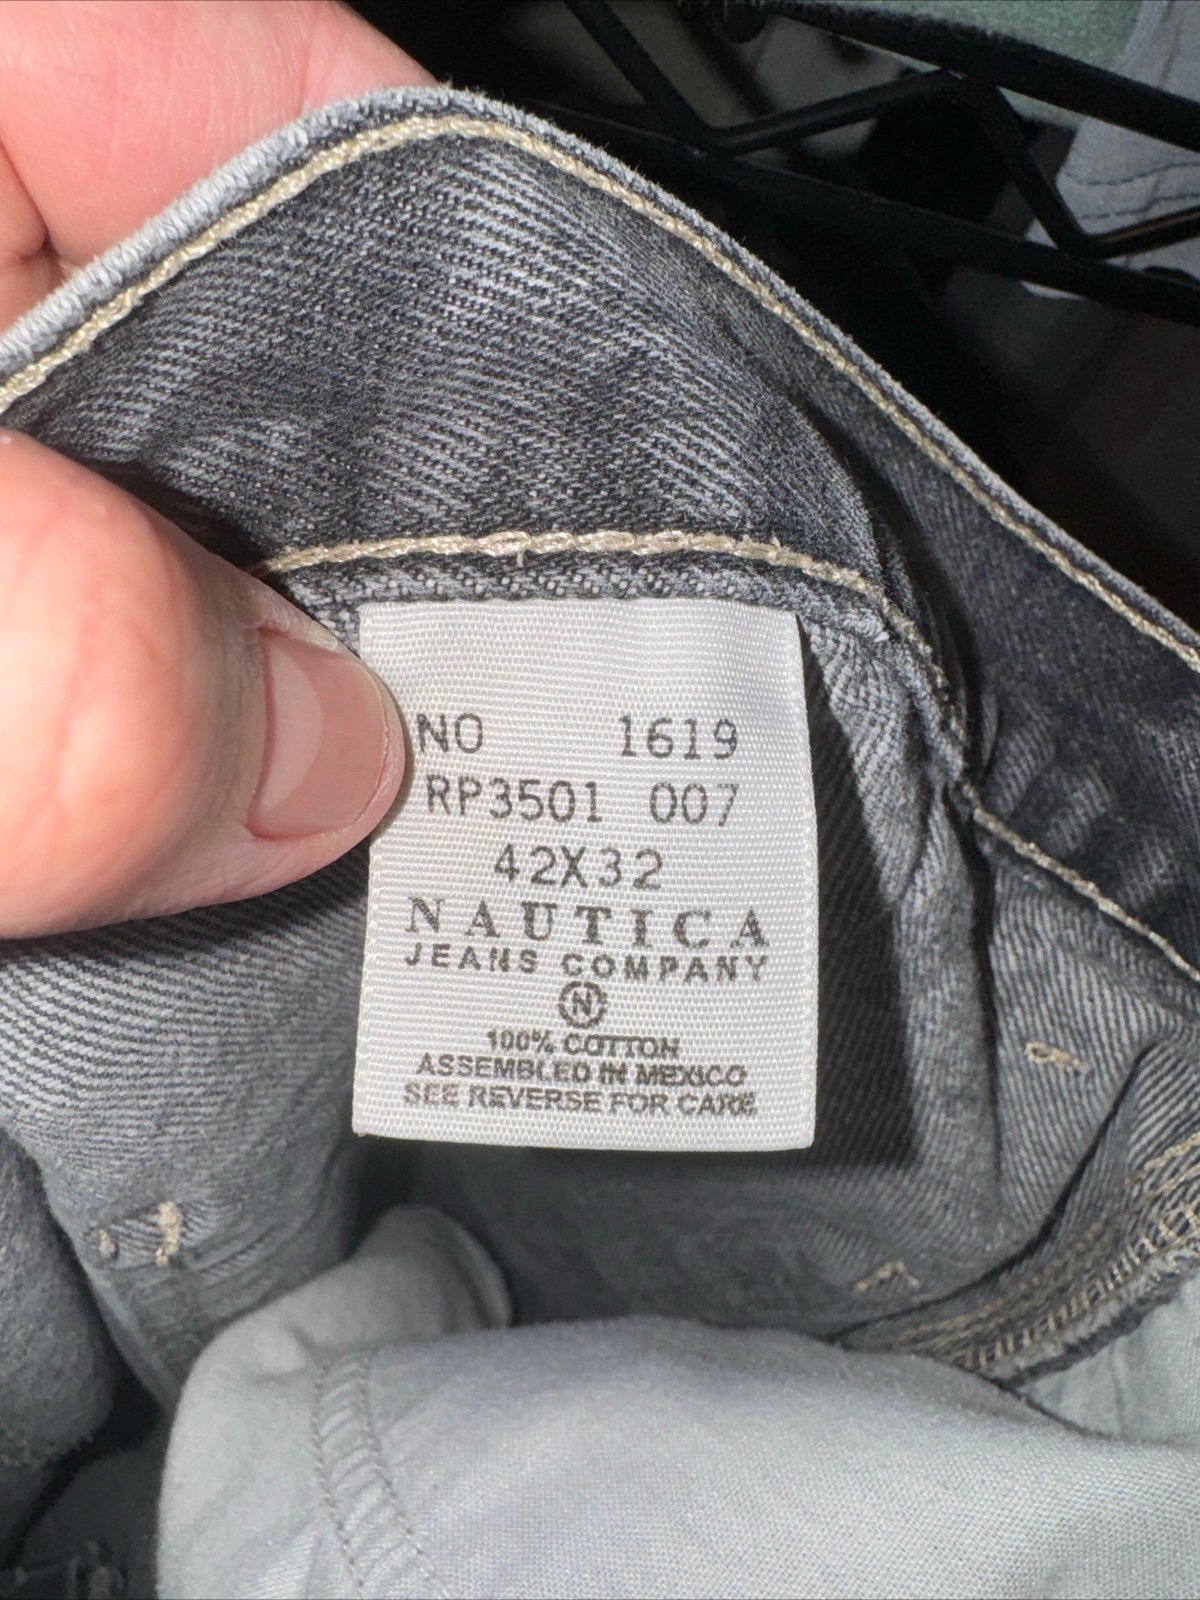 NO 1619
RP3501 007
42X32
NAUTICA
JEANS COMPANY
N
100% COTTON
ASSEMBLED IN MEXICO
SEE REVERSE FOR CARE